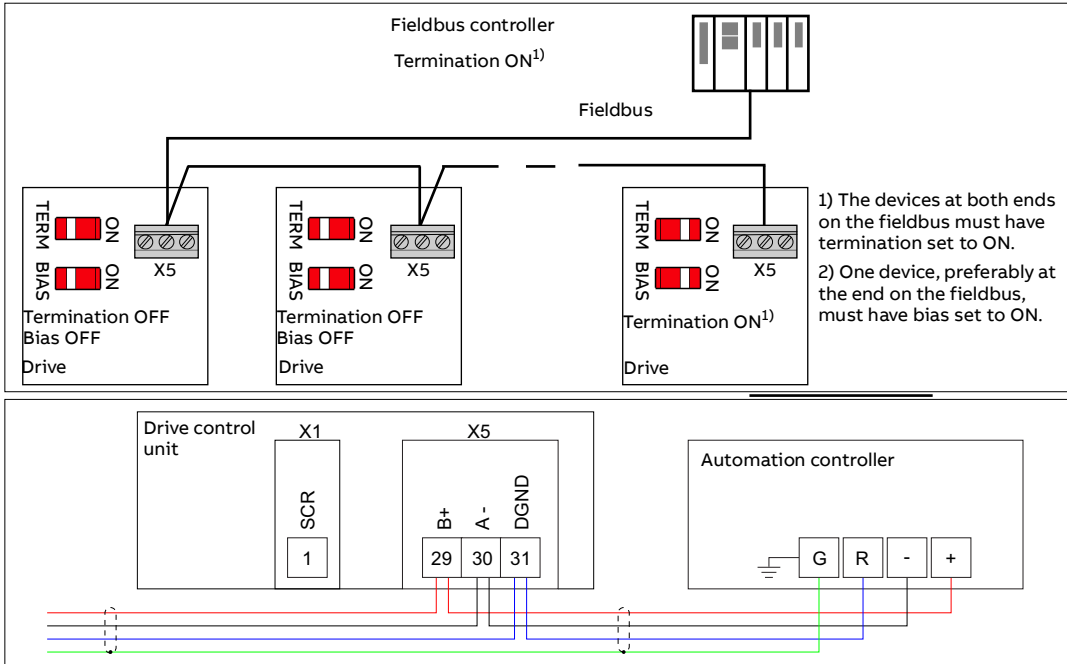 Fieldbus controller
Termination ON1)
Fieldbus
TERM
ON
BIAS
ON
X5
Termination OFF
Bias OFF
Drive
TERM
ON
BIAS
ON
X5
Termination OFF
Bias OFF
Drive
TERM
ON
BIAS
ON
X5
Termination ON1)
Drive
1) The devices at both ends
on the fieldbus must have
termination set to ON.
2) One device, preferably at
the end on the fieldbus,
must have bias set to ON.
Drive control
unit
X1
SCR
1
X5
B+
A -
DGND
29
30
31
Automation controller
G
R
-
+